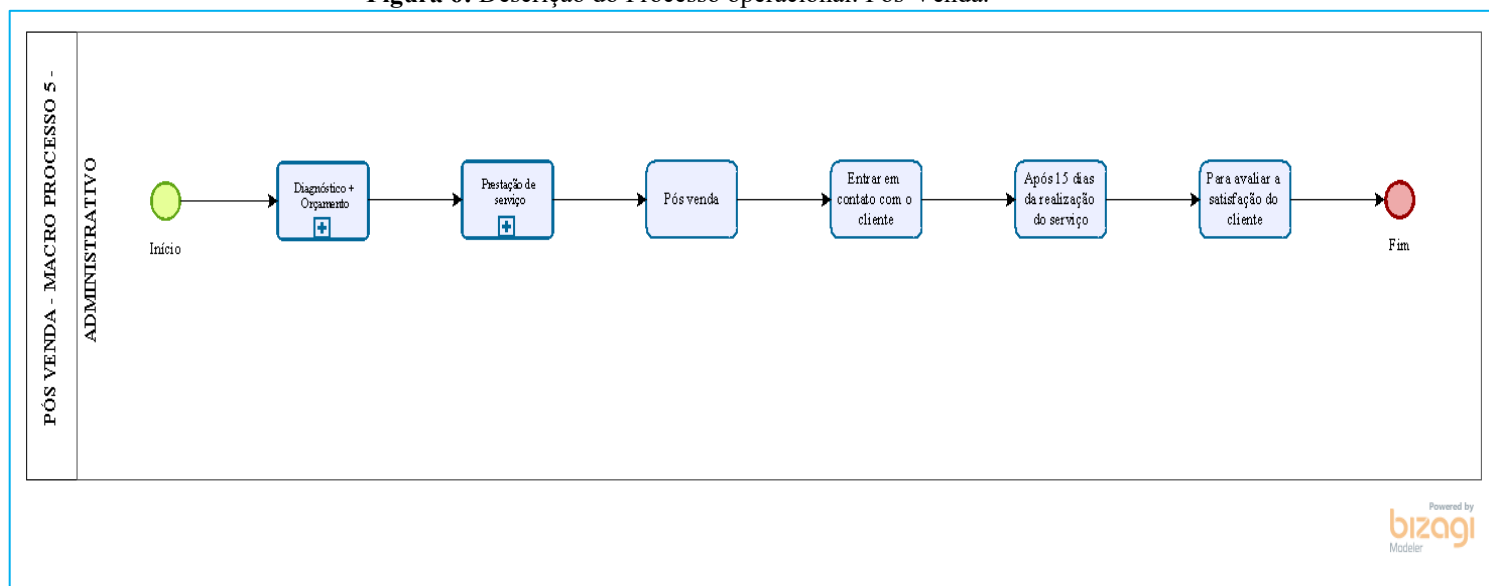 Figura 6: Descrição do Processo operacional: Pós-Venda.
PÓS VENDA - MACRO PROCESSO 5 -
ADMINISTRATIVO
Início
Diagnóstico +
Orçamento
Prestação de
serviço
Pós venda
Entrar em
contato com o
cliente
Após 15 dias
da realização
do serviço
Para avaliar a
satisfação do
cliente
Fim
Powered by
bizagi
Modeler